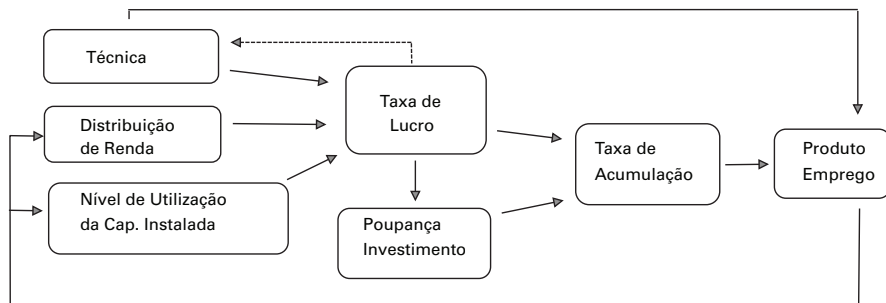 Técnica
Distribuição
de Renda
Nível de Utilização
da Cap. Instalada
Taxa de
Lucro
Poupança
Investimento
Taxa de
Acumulação
Produto
Emprego